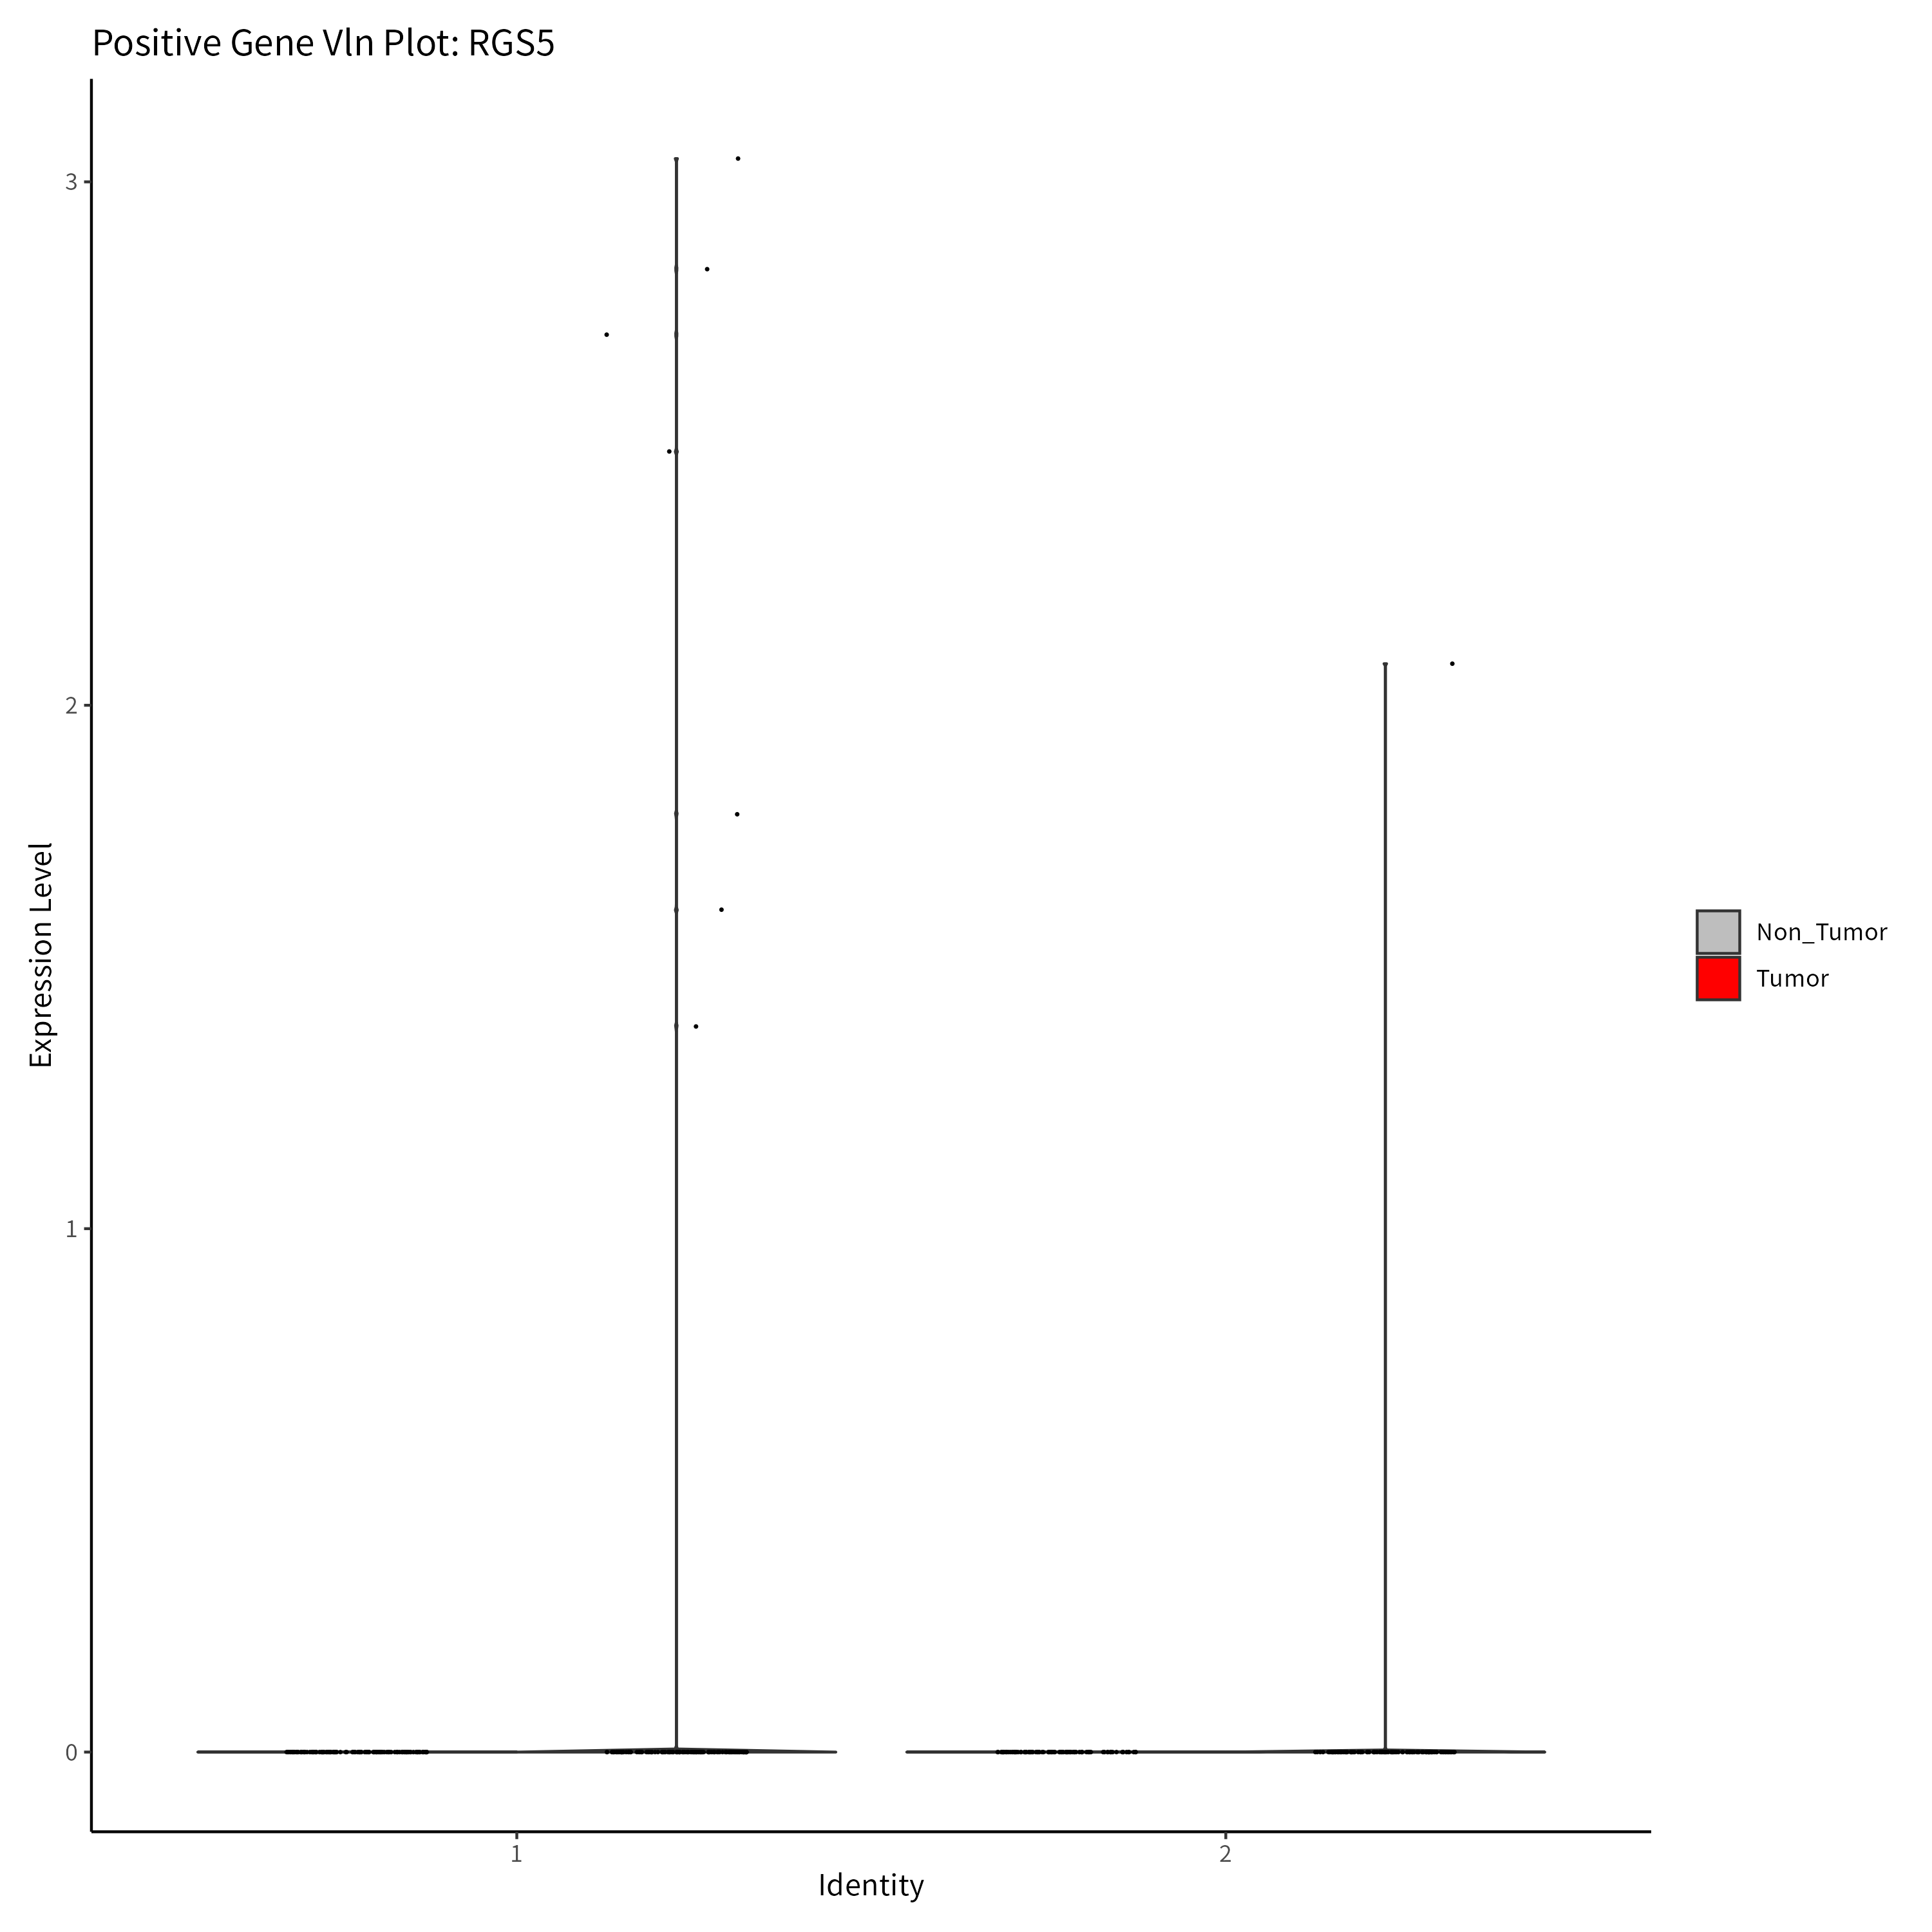 Positive Gene Vln Plot: RGS5
3
2
1
0
Expression Level
1
2
Identity
Non_Tumor
Tumor